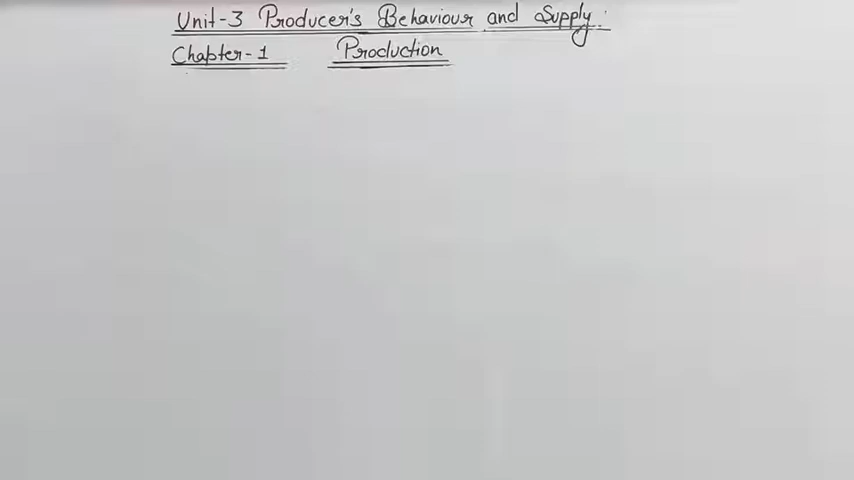 Unit-3 Producer's Behaviour and Supply.
Chapter-1 Production